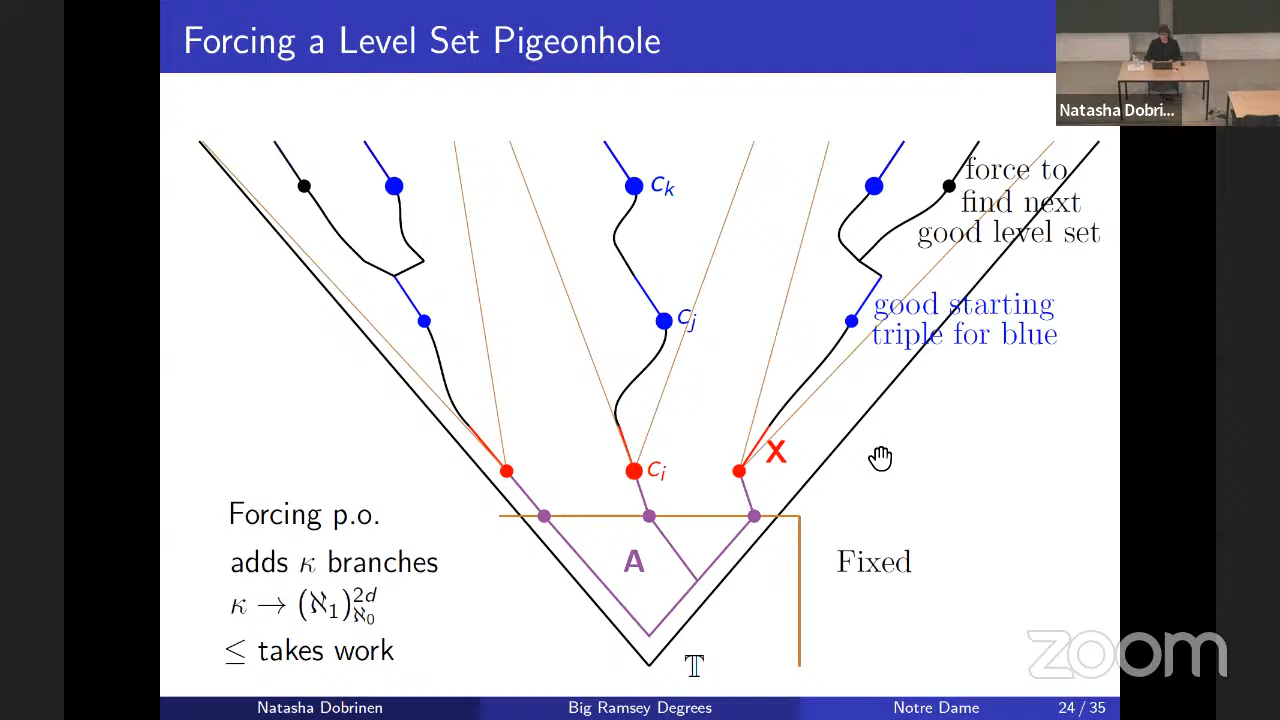 Forcing a Level Set Pigeonhole
Natasha Dobri...
force to
find next
good level set
c_k
good starting
triple for blue
c_j
X
c_i
Forcing p.o.
adds κ branches
κ → (ℵ₁)^{2d}_{ℵ₀}
≤ takes work
A
Fixed
𝕋
zoom
Natasha Dobrinen
Big Ramsey Degrees
Notre Dame
24 / 35